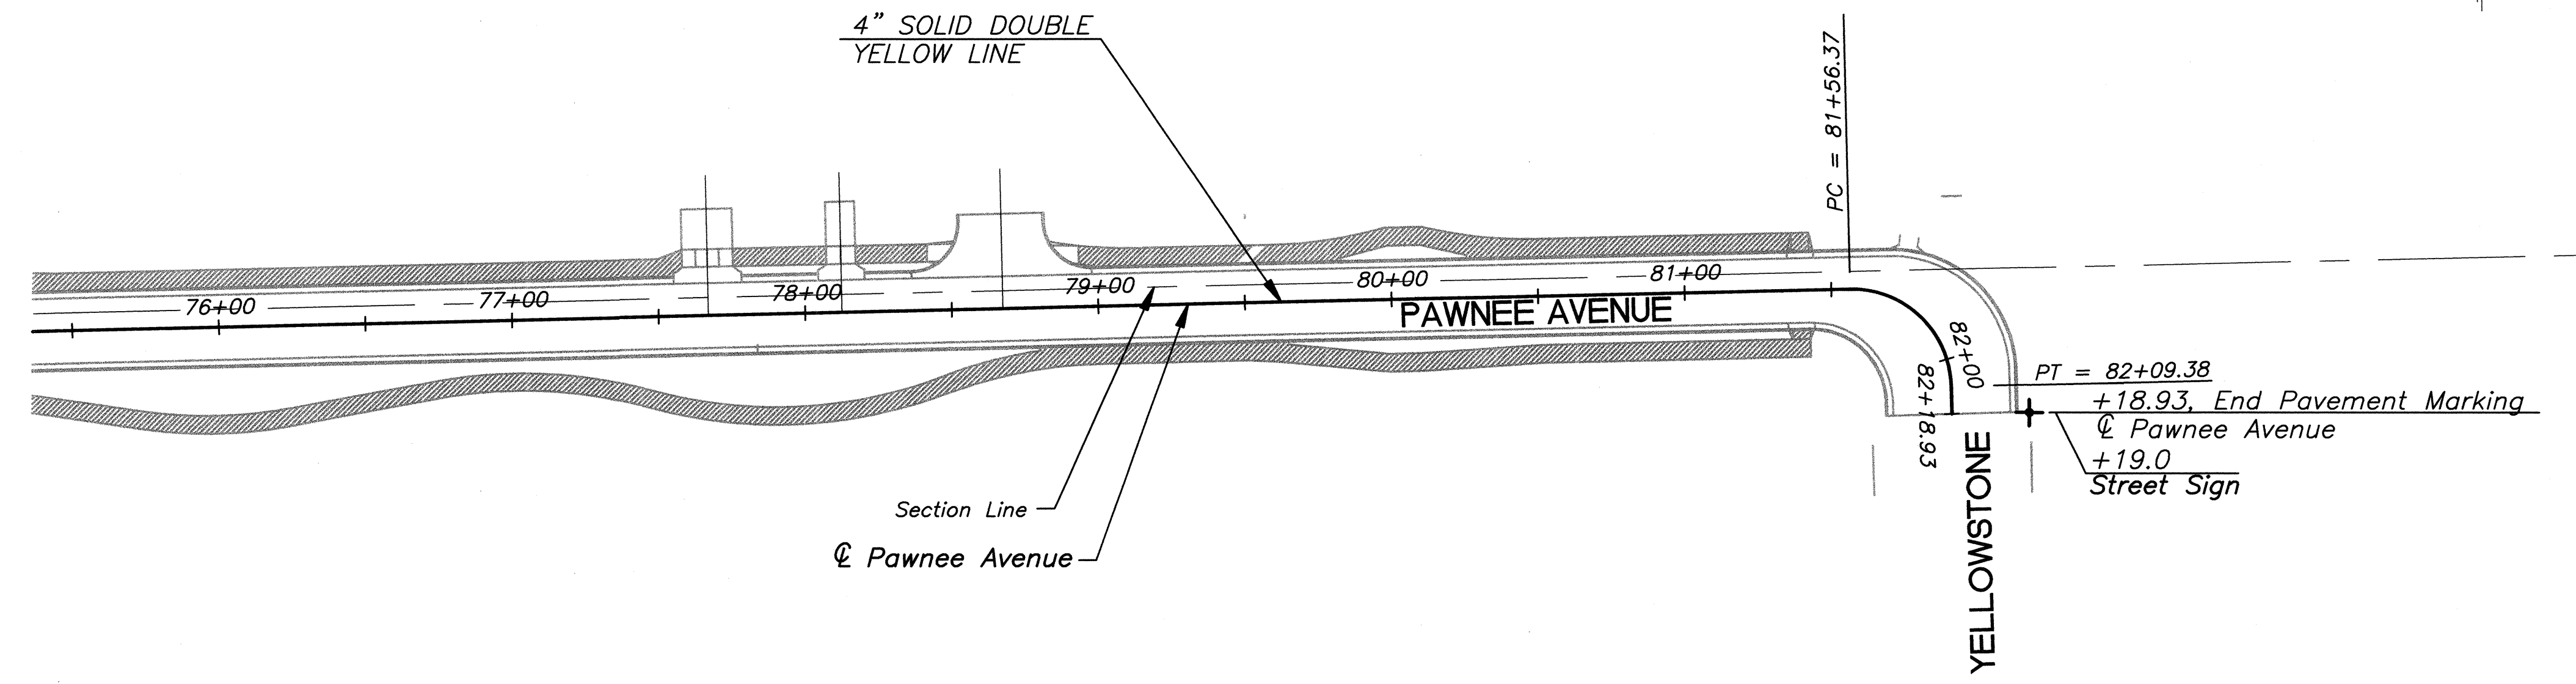 4" SOLID DOUBLE
YELLOW LINE
PC = 81+56.37
76+00
77+00
78+00
79+00
80+00
81+00
PAWNEE AVENUE
82+00
82+18.93
PT = 82+09.38
+18.93, End Pavement Marking
℄ Pawnee Avenue
+19.0
Street Sign
YELLOWSTONE
Section Line
℄ Pawnee Avenue